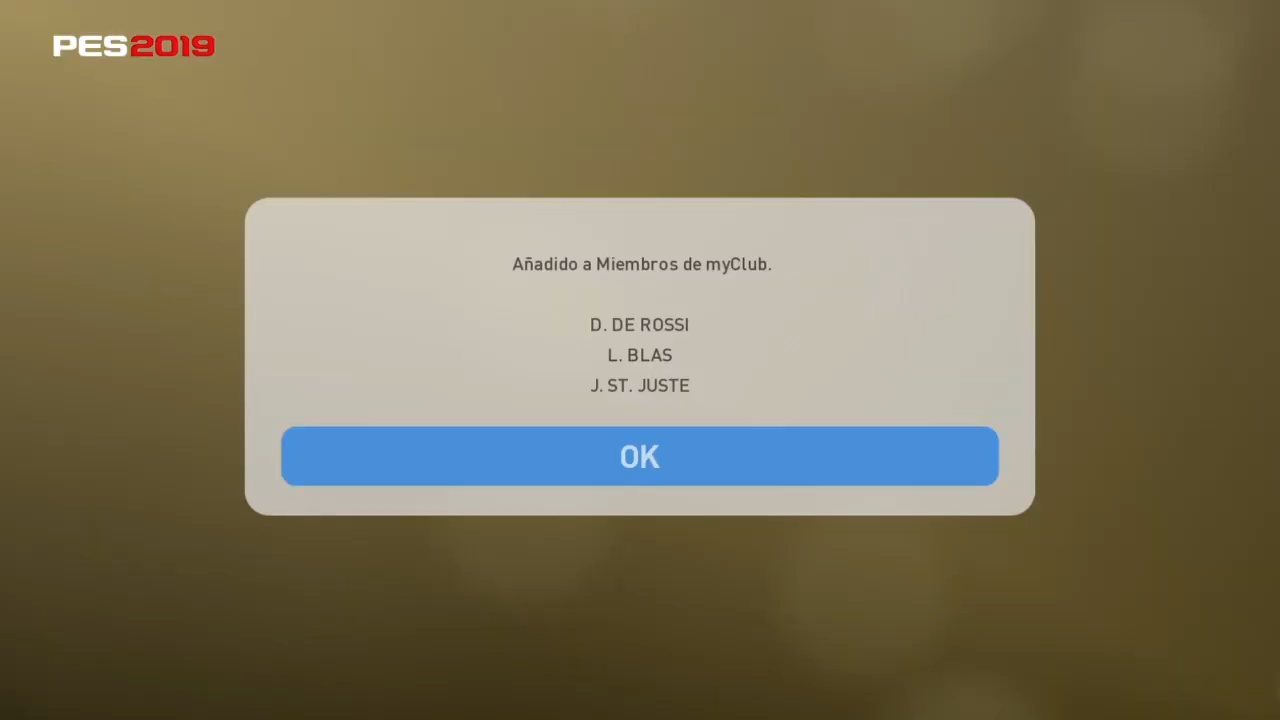 PES2019
Añadido a Miembros de myClub.
D. DE ROSSI
L. BLAS
J. ST. JUSTE
OK